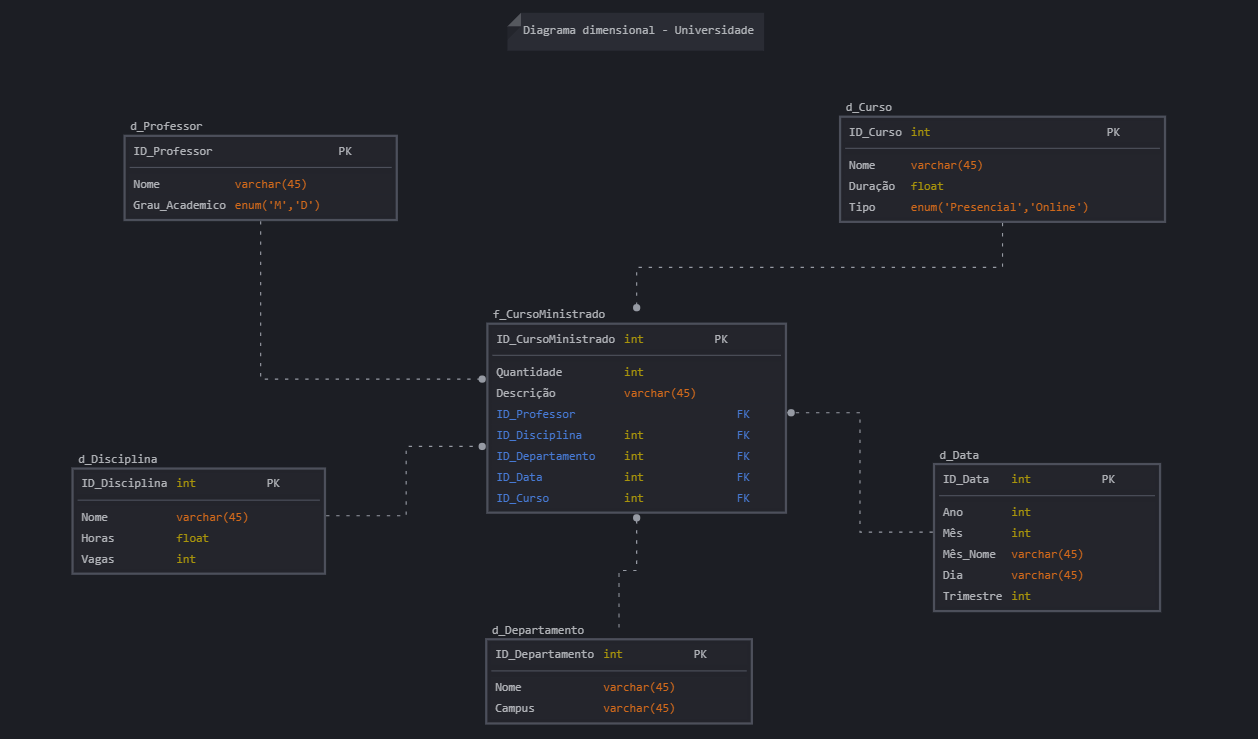 Diagrama dimensional - Universidade
d_Professor
ID_Professor PK
Nome varchar(45)
Grau_Academico enum('M','D')
d_Curso
ID_Curso int PK
Nome varchar(45)
Duração float
Tipo enum('Presencial','Online')
f_CursoMinistrado
ID_CursoMinistrado int PK
Quantidade int
Descrição varchar(45)
ID_Professor FK
ID_Disciplina int FK
ID_Departamento int FK
ID_Data int FK
ID_Curso int FK
d_Disciplina
ID_Disciplina int PK
Nome varchar(45)
Horas float
Vagas int
d_Data
ID_Data int PK
Ano int
Mês int
Mês_Nome varchar(45)
Dia varchar(45)
Trimestre int
d_Departamento
ID_Departamento int PK
Nome varchar(45)
Campus varchar(45)